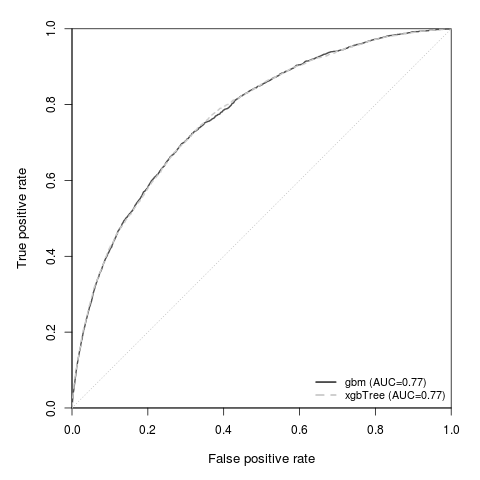 1.0
0.8
0.6
0.4
0.2
0.0
True positive rate
gbm (AUC=0.77)
xgbTree (AUC=0.77)
0.0 0.2 0.4 0.6 0.8 1.0
False positive rate